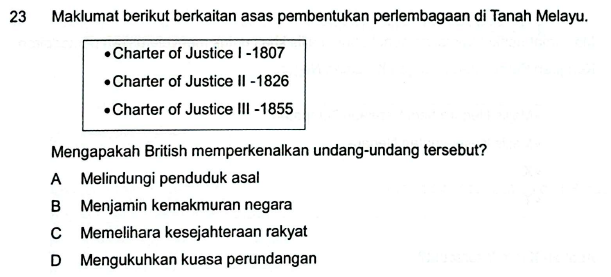 23 Maklumat berikut berkaitan asas pembentukan perlembagaan di Tanah Melayu.
•Charter of Justice I -1807
•Charter of Justice II -1826
•Charter of Justice III -1855
Mengapakah British memperkenalkan undang-undang tersebut?
A Melindungi penduduk asal
B Menjamin kemakmuran negara
C Memelihara kesejahteraan rakyat
D Mengukuhkan kuasa perundangan